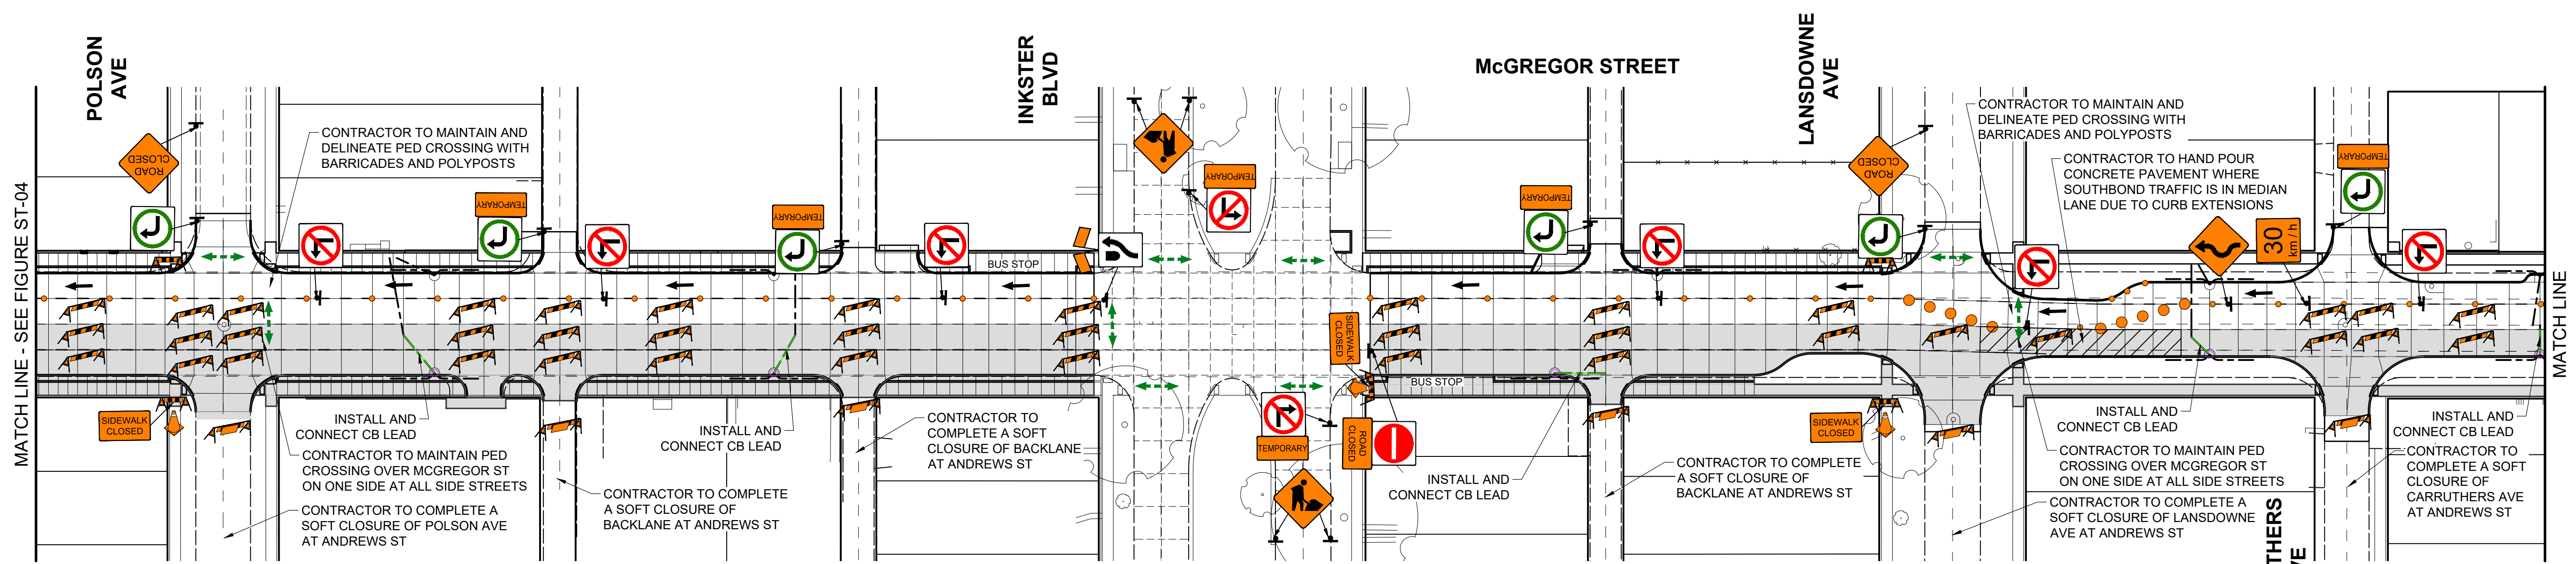 POLSON
AVE
INKSTER
BLVD
McGREGOR STREET
LANSDOWNE
AVE
MATCH LINE - SEE FIGURE ST-04
ROAD
CLOSED
CONTRACTOR TO MAINTAIN AND
DELINEATE PED CROSSING WITH
BARRICADES AND POLYPOSTS
TEMPORARY
TEMPORARY
TEMPORARY
TEMPORARY
ROAD
CLOSED
CONTRACTOR TO MAINTAIN AND
DELINEATE PED CROSSING WITH
BARRICADES AND POLYPOSTS
CONTRACTOR TO HAND POUR
CONCRETE PAVEMENT WHERE
SOUTHBOND TRAFFIC IS IN MEDIAN
LANE DUE TO CURB EXTENSIONS
TEMPORARY
30
km / h
BUS STOP
MATCH LINE
SIDEWALK
CLOSED
BUS STOP
SIDEWALK
CLOSED
INSTALL AND
CONNECT CB LEAD
CONTRACTOR TO MAINTAIN PED
CROSSING OVER MCGREGOR ST
ON ONE SIDE AT ALL SIDE STREETS
CONTRACTOR TO COMPLETE A
SOFT CLOSURE OF POLSON AVE
AT ANDREWS ST
INSTALL AND
CONNECT CB LEAD
CONTRACTOR TO COMPLETE
A SOFT CLOSURE OF
BACKLANE AT ANDREWS ST
CONTRACTOR TO
COMPLETE A SOFT
CLOSURE OF BACKLANE
AT ANDREWS ST
TEMPORARY
ROAD
CLOSED
INSTALL AND
CONNECT CB LEAD
CONTRACTOR TO COMPLETE
A SOFT CLOSURE OF
BACKLANE AT ANDREWS ST
SIDEWALK
CLOSED
INSTALL AND
CONNECT CB LEAD
CONTRACTOR TO MAINTAIN PED
CROSSING OVER MCGREGOR ST
ON ONE SIDE AT ALL SIDE STREETS
CONTRACTOR TO COMPLETE A
SOFT CLOSURE OF LANSDOWNE
AVE AT ANDREWS ST
INSTALL AND
CONNECT CB LEAD
CONTRACTOR TO
COMPLETE A SOFT
CLOSURE OF
CARRUTHERS AVE
AT ANDREWS ST
THERS
VE